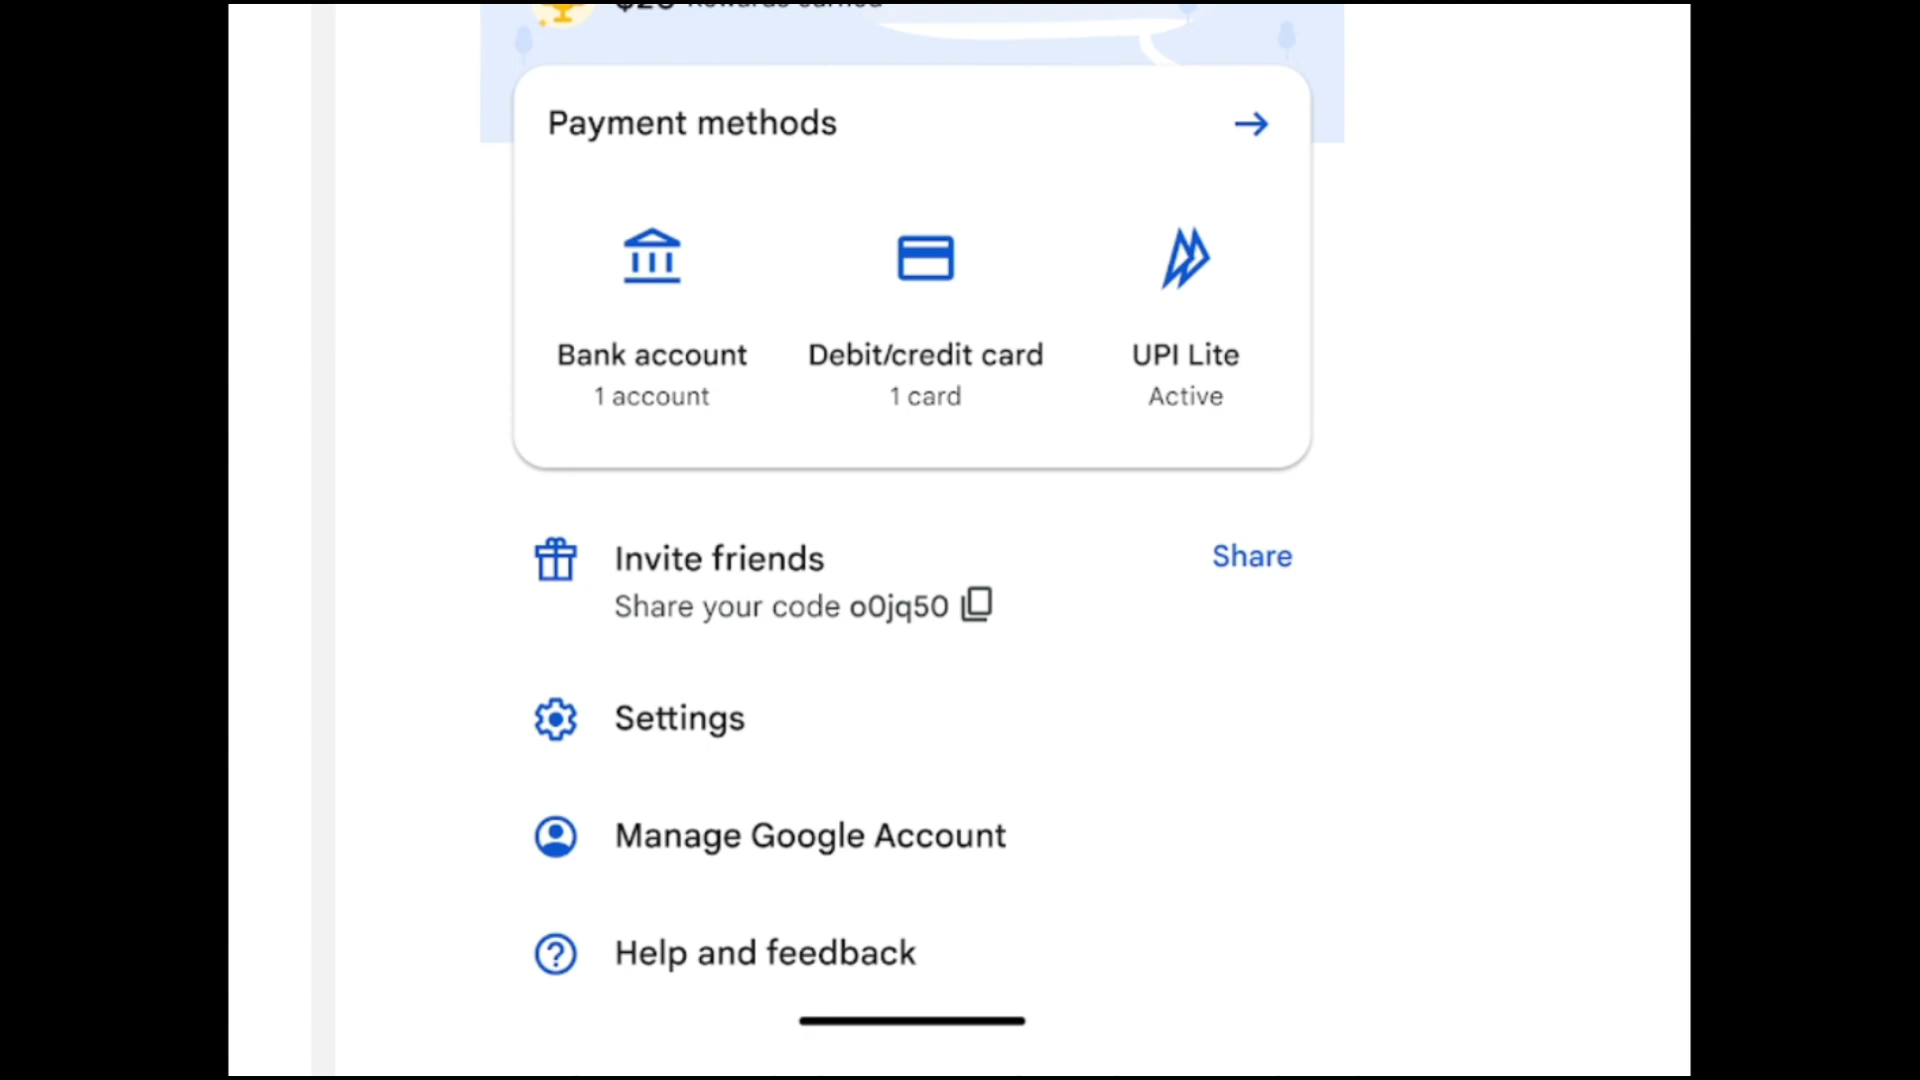 Payment methods
Bank account
1 account
Debit/credit card
1 card
UPI Lite
Active
Invite friends
Share
Share your code o0jq50
Settings
Manage Google Account
Help and feedback